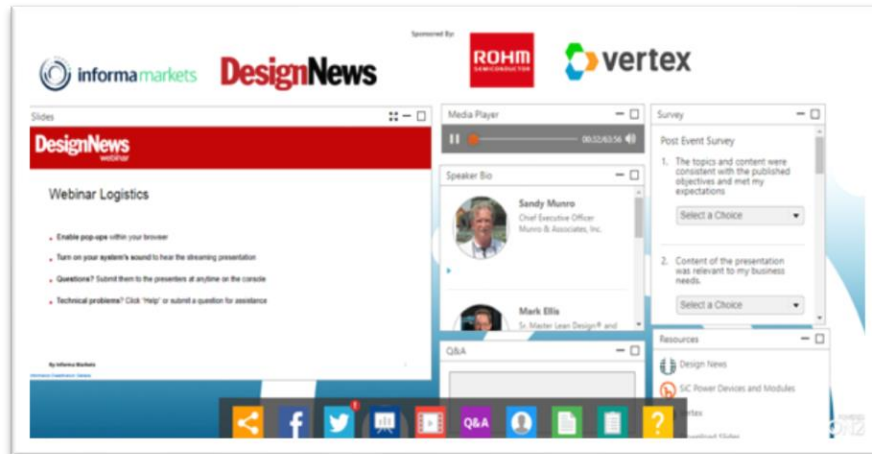 Sponsored By:
informa markets
DesignNews
ROHM
SEMICONDUCTOR
vertex
Slides
DesignNews
webinar
Webinar Logistics
Enable pop-ups within your browser
Turn on your system's sound to hear the streaming presentation
Questions? Submit them to the presenters at anytime on the console
Technical problems? Click 'Help' or submit a question for assistance
By Informa Markets
Media Player
00:32/63:56
Speaker Bio
Sandy Munro
Chief Executive Officer
Munro & Associates, Inc.
Mark Ellis
Sr. Master Lean Design® and
Q&A
Survey
Post Event Survey
1. The topics and content were
consistent with the published
objectives and met my
expectations
Select a Choice
2. Content of the presentation
was relevant to my business
needs.
Select a Choice
Resources
Design News
SiC Power Devices and Modules
Vertex
Download Slides
Q&A
?
ON24